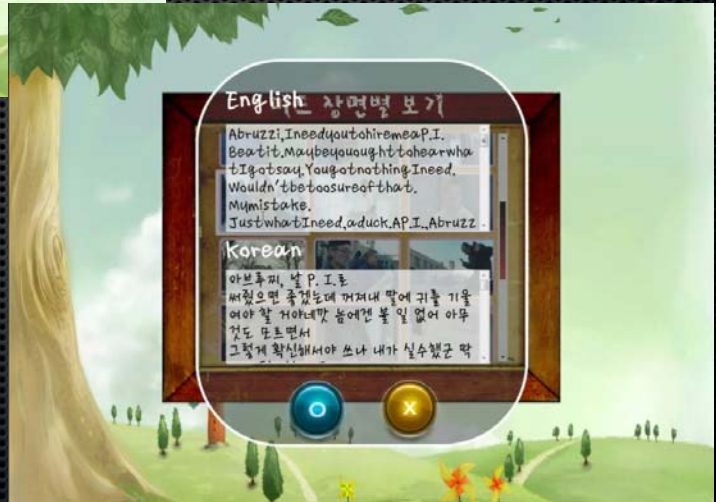 English
드 장면별 보기
Abruzzi,IneedyoutohiremeaP.I.
Beatit.Maybeyououghttohearwha
tIgotsay.YougotnothingIneed.
Wouldn'tbetoosureofthat.
Mymistake.
JustwhatIneed,aduck.AP.I.,Abruzz
Korean
아브루찌, 날 P. I.로
써줬으면 좋겠는데 꺼져내 말에 귀를 기울
여야 할 거야네깟 놈에겐 볼 일 없어 아무
것도 모르면서
그렇게 확신해서야 쓰나 내가 실수했군 딱
O
X